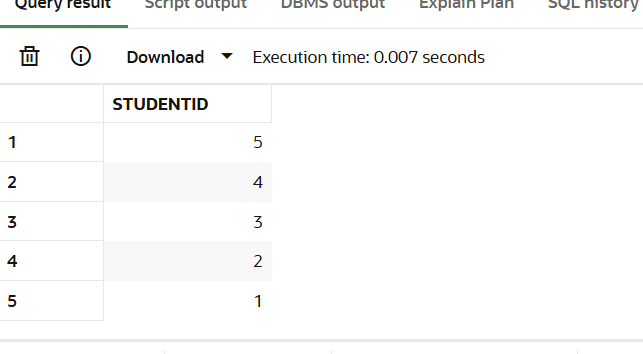 Query result Script output DBMS output Explain Plan SQL history
Download Execution time: 0.007 seconds
STUDENTID
1 5
2 4
3 3
4 2
5 1